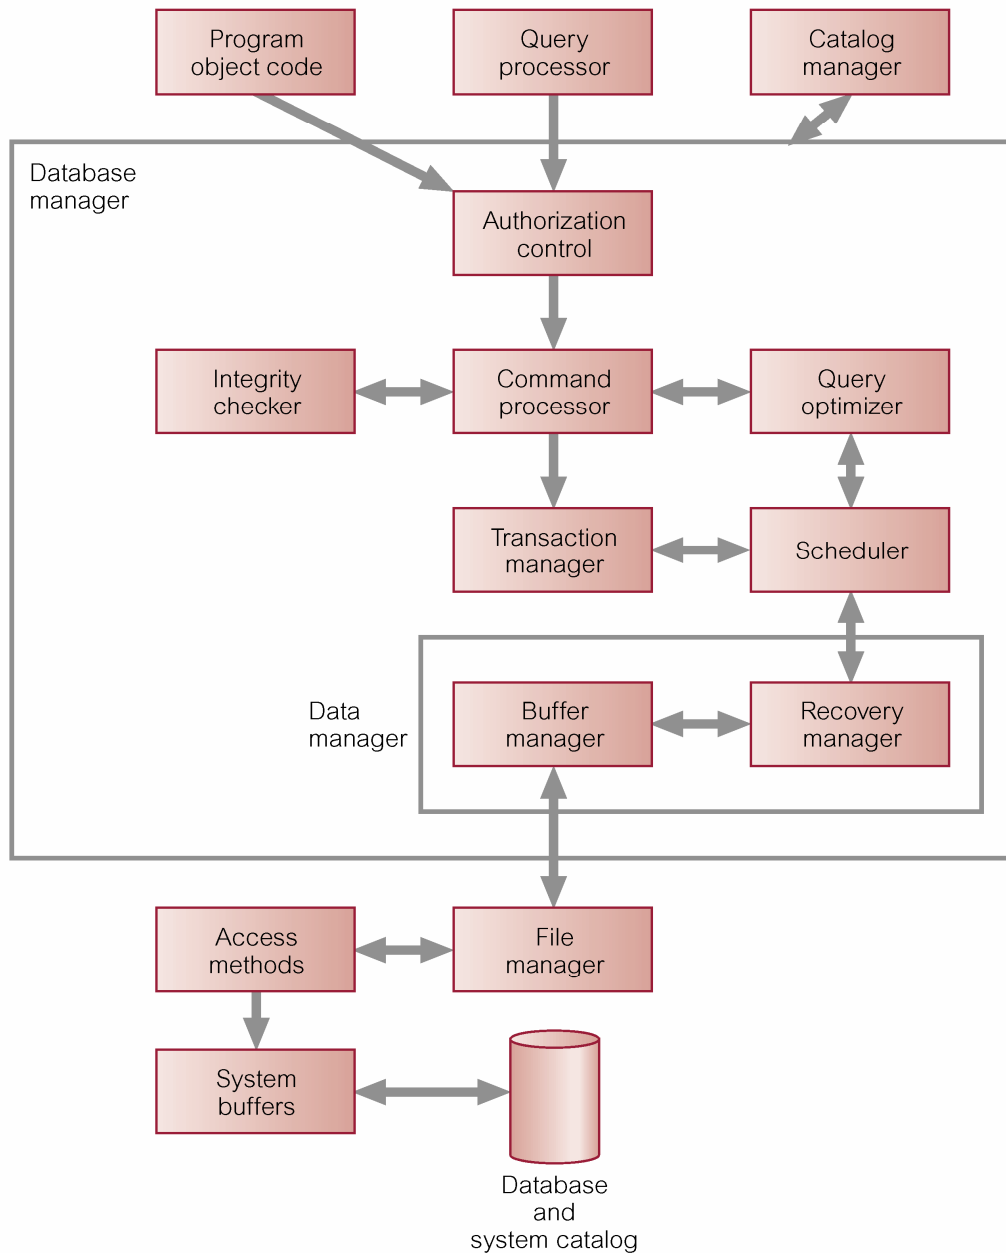 Program
object code
Query
processor
Catalog
manager
Database
manager
Authorization
control
Integrity
checker
Command
processor
Query
optimizer
Transaction
manager
Scheduler
Data
manager
Buffer
manager
Recovery
manager
Access
methods
File
manager
System
buffers
Database
and
system catalog